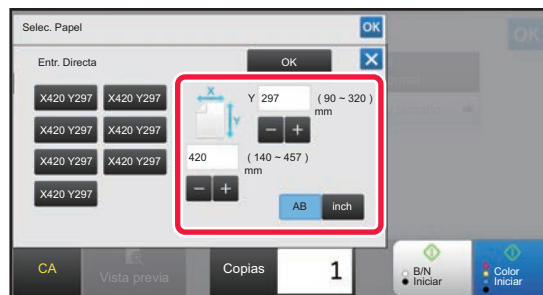 Selec. Papel
OK
OK
Entr. Directa
OK
X
X420 Y297 X420 Y297
X420 Y297 X420 Y297
X420 Y297 X420 Y297
X420 Y297
X
Y
Y 297 ( 90 ~ 320 )
mm
- +
420 ( 140 ~ 457 )
mm
- +
AB inch
CA
Vista previa
Copias 1
B/N
Iniciar
Color
Iniciar